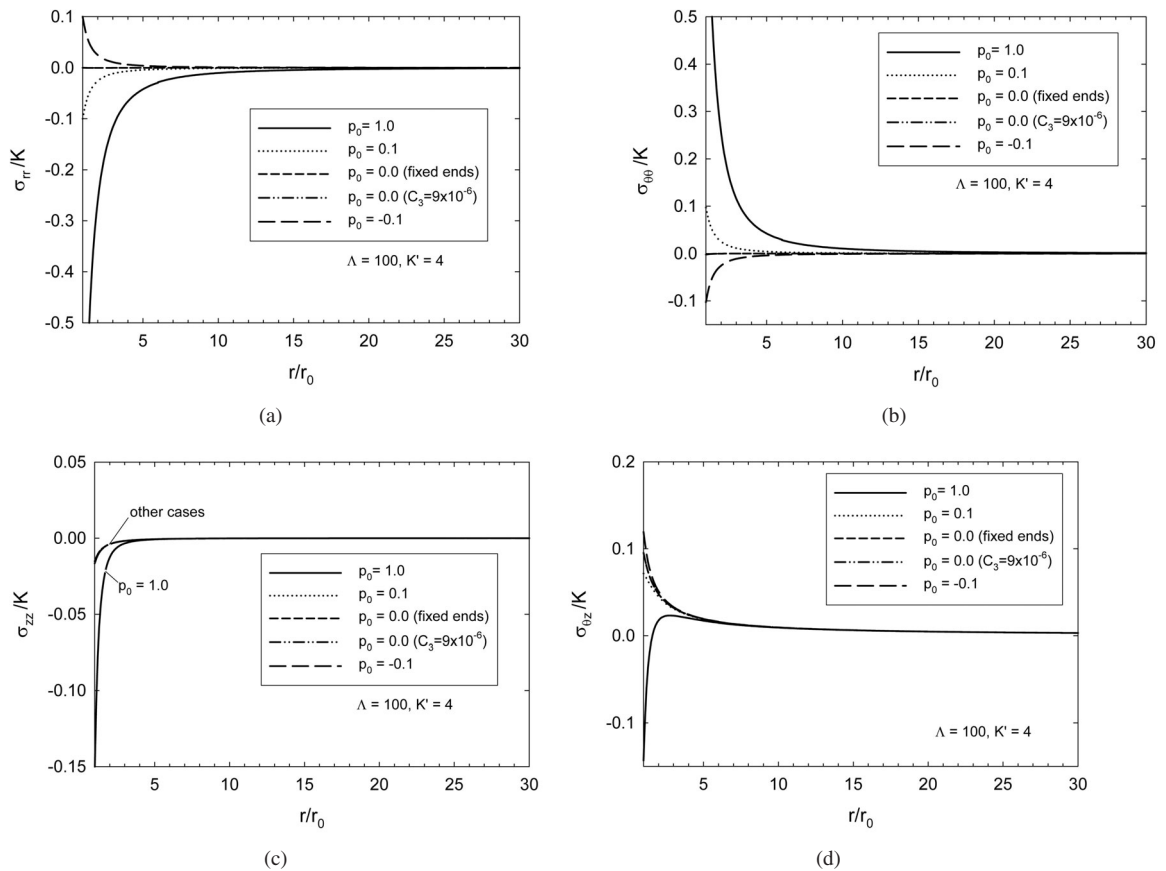 0.1
0.0
-0.1
-0.2
-0.3
-0.4
-0.5
σrr/K
p₀= 1.0
p₀ = 0.1
p₀ = 0.0 (fixed ends)
p₀ = 0.0 (C₃=9x10⁻⁶)
p₀ = -0.1
Λ = 100, K' = 4
5 10 15 20 25 30
r/r₀
(a)
0.5
0.4
0.3
0.2
0.1
0.0
-0.1
σθθ/K
p₀ = 1.0
p₀ = 0.1
p₀ = 0.0 (fixed ends)
p₀ = 0.0 (C₃=9x10⁻⁶)
p₀ = -0.1
Λ = 100, K' = 4
5 10 15 20 25 30
r/r₀
(b)
0.05
0.00
-0.05
-0.10
-0.15
σzz/K
other cases
p₀ = 1.0
p₀ = 1.0
p₀ = 0.1
p₀ = 0.0 (fixed ends)
p₀ = 0.0 (C₃=9x10⁻⁶)
p₀ = -0.1
Λ = 100, K' = 4
5 10 15 20 25 30
r/r₀
(c)
0.2
0.1
0.0
-0.1
σθz/K
p₀= 1.0
p₀ = 0.1
p₀ = 0.0 (fixed ends)
p₀ = 0.0 (C₃=9x10⁻⁶)
p₀ = -0.1
Λ = 100, K' = 4
5 10 15 20 25 30
r/r₀
(d)